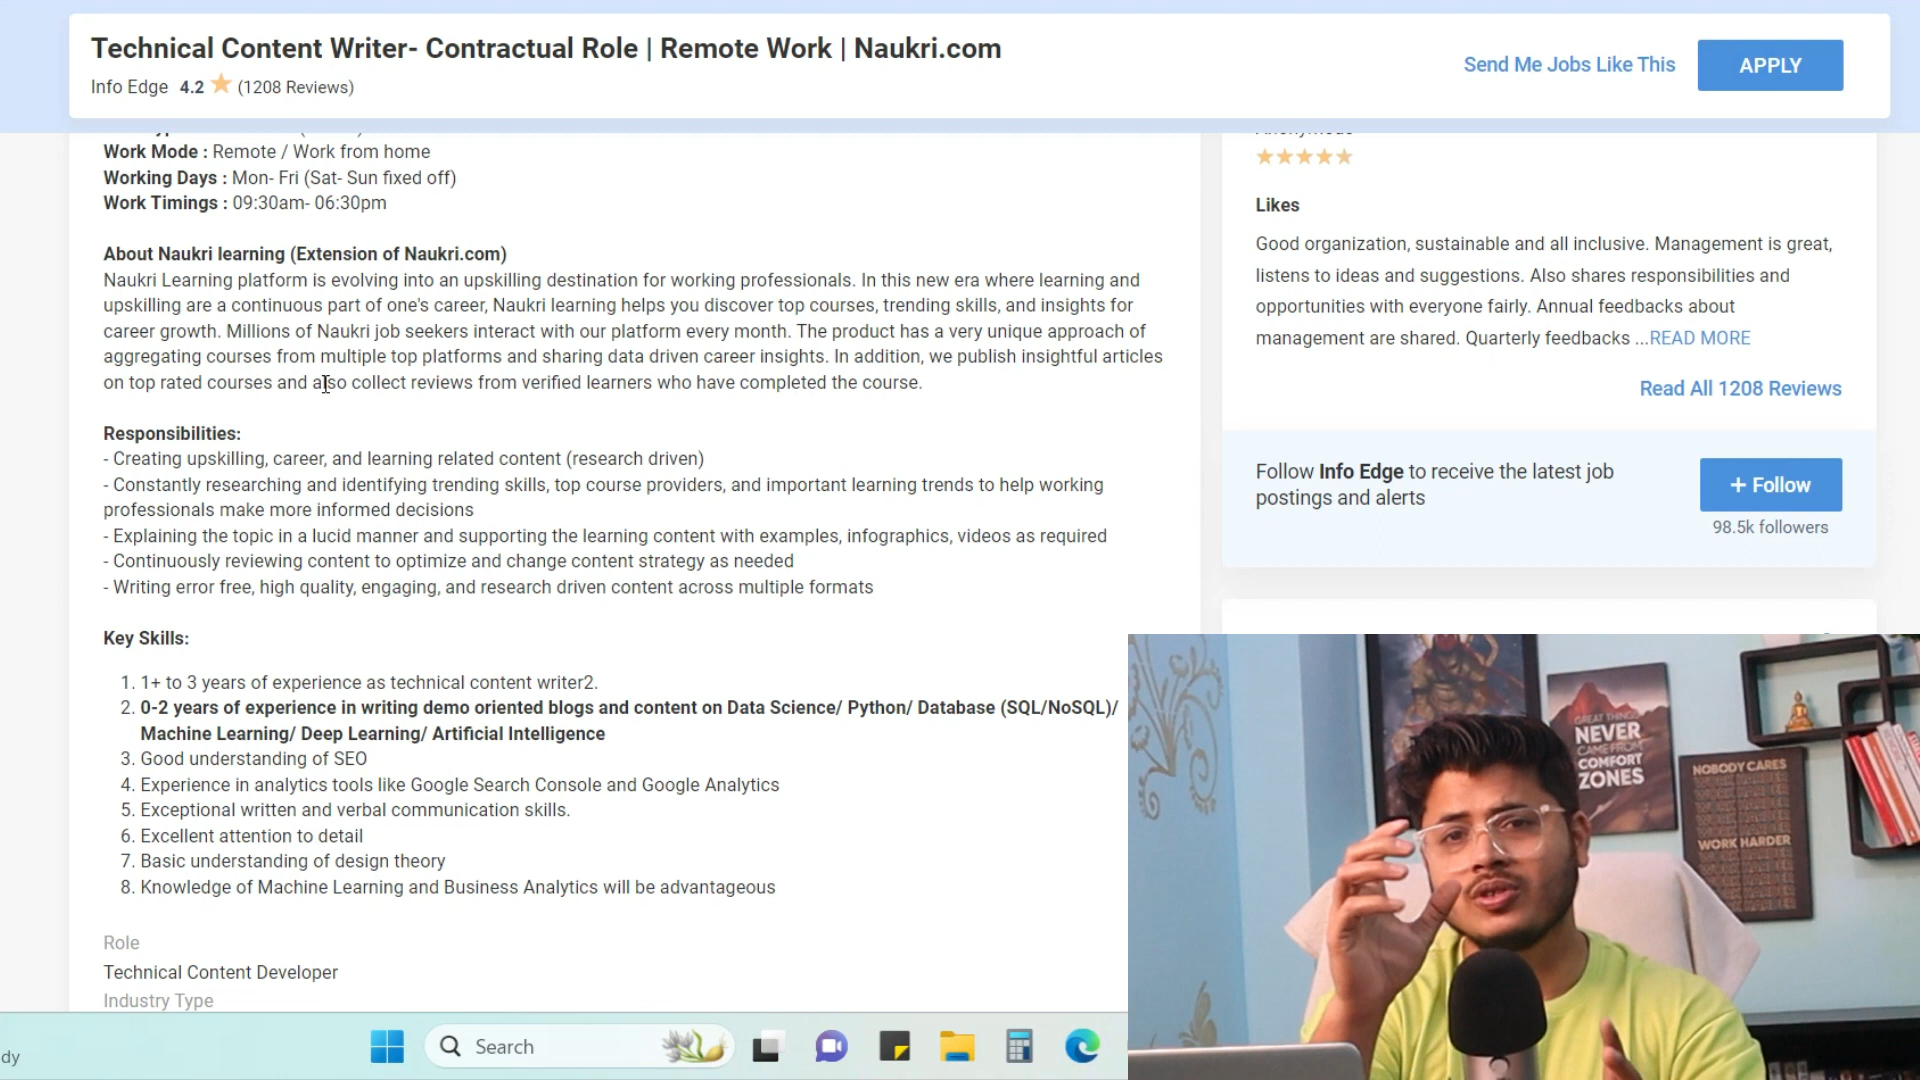 Technical Content Writer- Contractual Role | Remote Work | Naukri.com
Info Edge 4.2 (1208 Reviews)
Send Me Jobs Like This
APPLY
Work Mode : Remote / Work from home
Working Days : Mon- Fri (Sat- Sun fixed off)
Work Timings : 09:30am- 06:30pm
About Naukri learning (Extension of Naukri.com)
Naukri Learning platform is evolving into an upskilling destination for working professionals. In this new era where learning and
upskilling are a continuous part of one's career, Naukri learning helps you discover top courses, trending skills, and insights for
career growth. Millions of Naukri job seekers interact with our platform every month. The product has a very unique approach of
aggregating courses from multiple top platforms and sharing data driven career insights. In addition, we publish insightful articles
on top rated courses and also collect reviews from verified learners who have completed the course.
Responsibilities:
- Creating upskilling, career, and learning related content (research driven)
- Constantly researching and identifying trending skills, top course providers, and important learning trends to help working
professionals make more informed decisions
- Explaining the topic in a lucid manner and supporting the learning content with examples, infographics, videos as required
- Continuously reviewing content to optimize and change content strategy as needed
- Writing error free, high quality, engaging, and research driven content across multiple formats
Key Skills:
1. 1+ to 3 years of experience as technical content writer2.
2. 0-2 years of experience in writing demo oriented blogs and content on Data Science/ Python/ Database (SQL/NoSQL)/
Machine Learning/ Deep Learning/ Artificial Intelligence
3. Good understanding of SEO
4. Experience in analytics tools like Google Search Console and Google Analytics
5. Exceptional written and verbal communication skills.
6. Excellent attention to detail
7. Basic understanding of design theory
8. Knowledge of Machine Learning and Business Analytics will be advantageous
Role
Technical Content Developer
Industry Type
Likes
Good organization, sustainable and all inclusive. Management is great,
listens to ideas and suggestions. Also shares responsibilities and
opportunities with everyone fairly. Annual feedbacks about
management are shared. Quarterly feedbacks ...READ MORE
Read All 1208 Reviews
Follow Info Edge to receive the latest job
postings and alerts
+ Follow
98.5k followers
GREAT THINGS
NEVER
CAME FROM
COMFORT
ZONES
NOBODY CARES
WORK HARDER
dy
Search